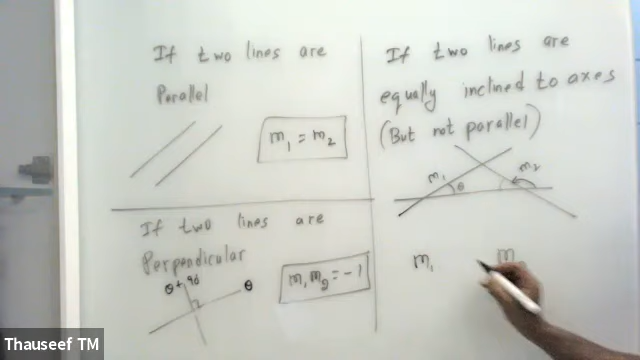 If two lines are
Parallel
m₁ = m₂
If two lines are
Perpendicular
θ+90
θ
m₁ m₂ = -1
If two lines are
equally inclined to axes
(But not parallel)
m₁
θ
m₂
m₁
m
Thauseef TM